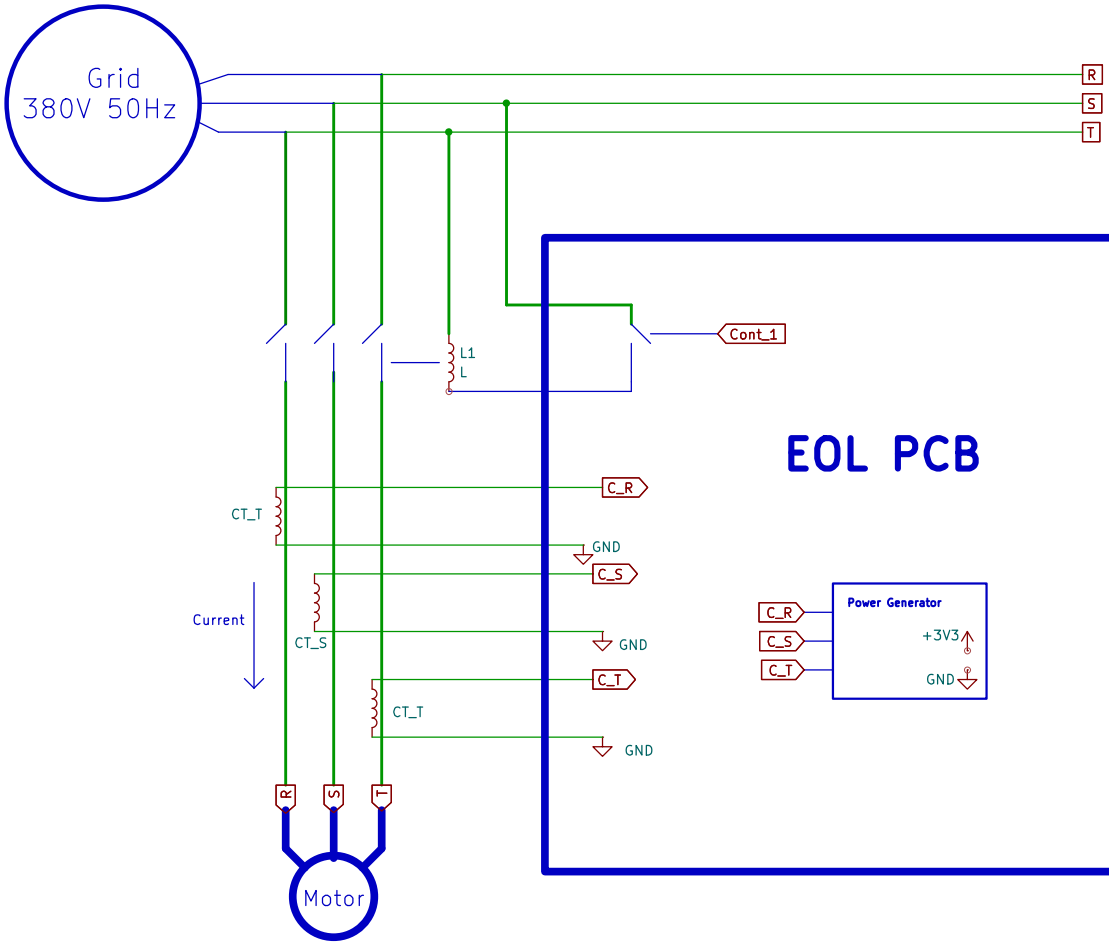 Grid
380V 50Hz
R
S
T
L1
L
Cont_1
EOL PCB
CT_T
C_R
GND
C_S
CT_S
GND
Current
C_T
CT_T
GND
Power Generator
C_R
C_S
C_T
+3V3
GND
R
S
T
Motor